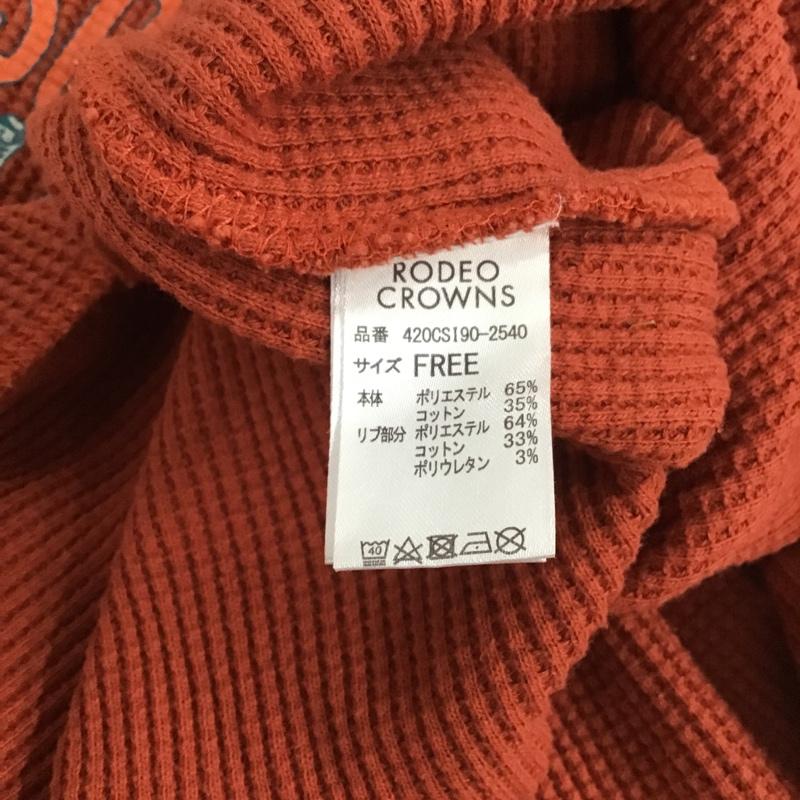 RODEO
CROWNS
品番 420CSI90-2540
サイズ FREE
本体 ポリエステル 65%
コットン 35%
リブ部分 ポリエステル 64%
コットン 33%
ポリウレタン 3%
40